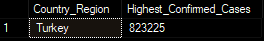 Country_Region Highest_Confirmed_Cases
1 Turkey 823225